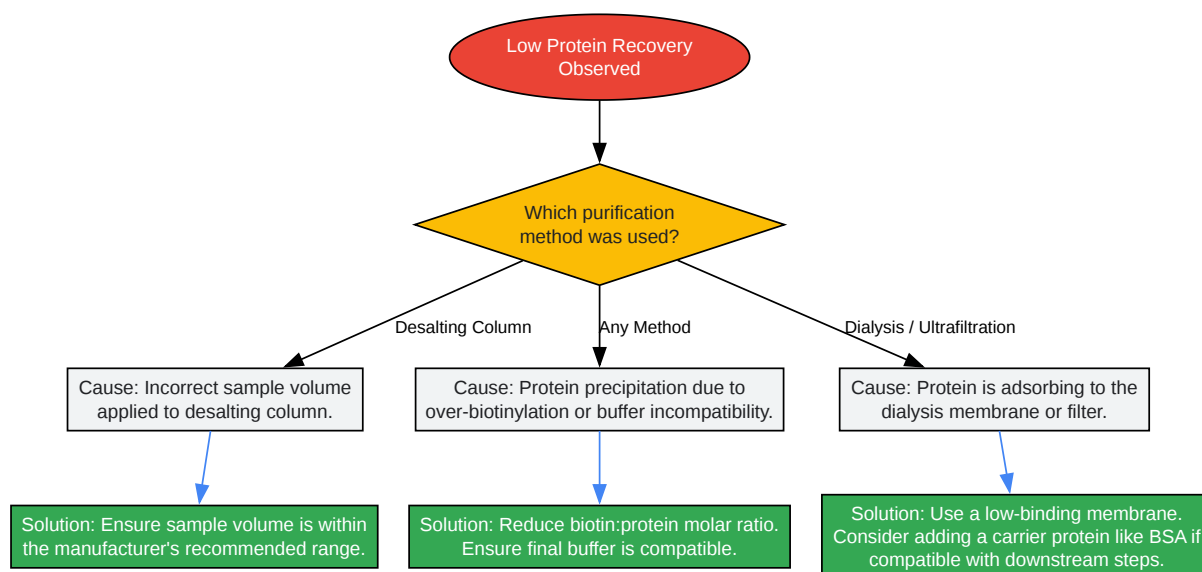 Low Protein Recovery
Observed
Which purification
method was used?
Desalting Column
Any Method
Dialysis / Ultrafiltration
Cause: Incorrect sample volume
applied to desalting column.
Cause: Protein precipitation due to
over-biotinylation or buffer incompatibility.
Cause: Protein is adsorbing to the
dialysis membrane or filter.
Solution: Ensure sample volume is within
the manufacturer's recommended range.
Solution: Reduce biotin:protein molar ratio.
Ensure final buffer is compatible.
Solution: Use a low-binding membrane.
Consider adding a carrier protein like BSA if
compatible with downstream steps.